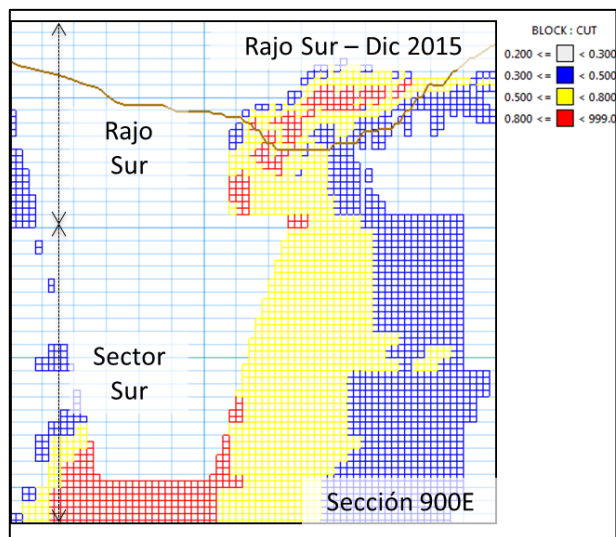 Rajo Sur – Dic 2015
BLOCK : CUT
0.200 <= < 0.300
0.300 <= < 0.500
0.500 <= < 0.800
0.800 <= < 999.0
Rajo
Sur
Sector
Sur
Sección 900E